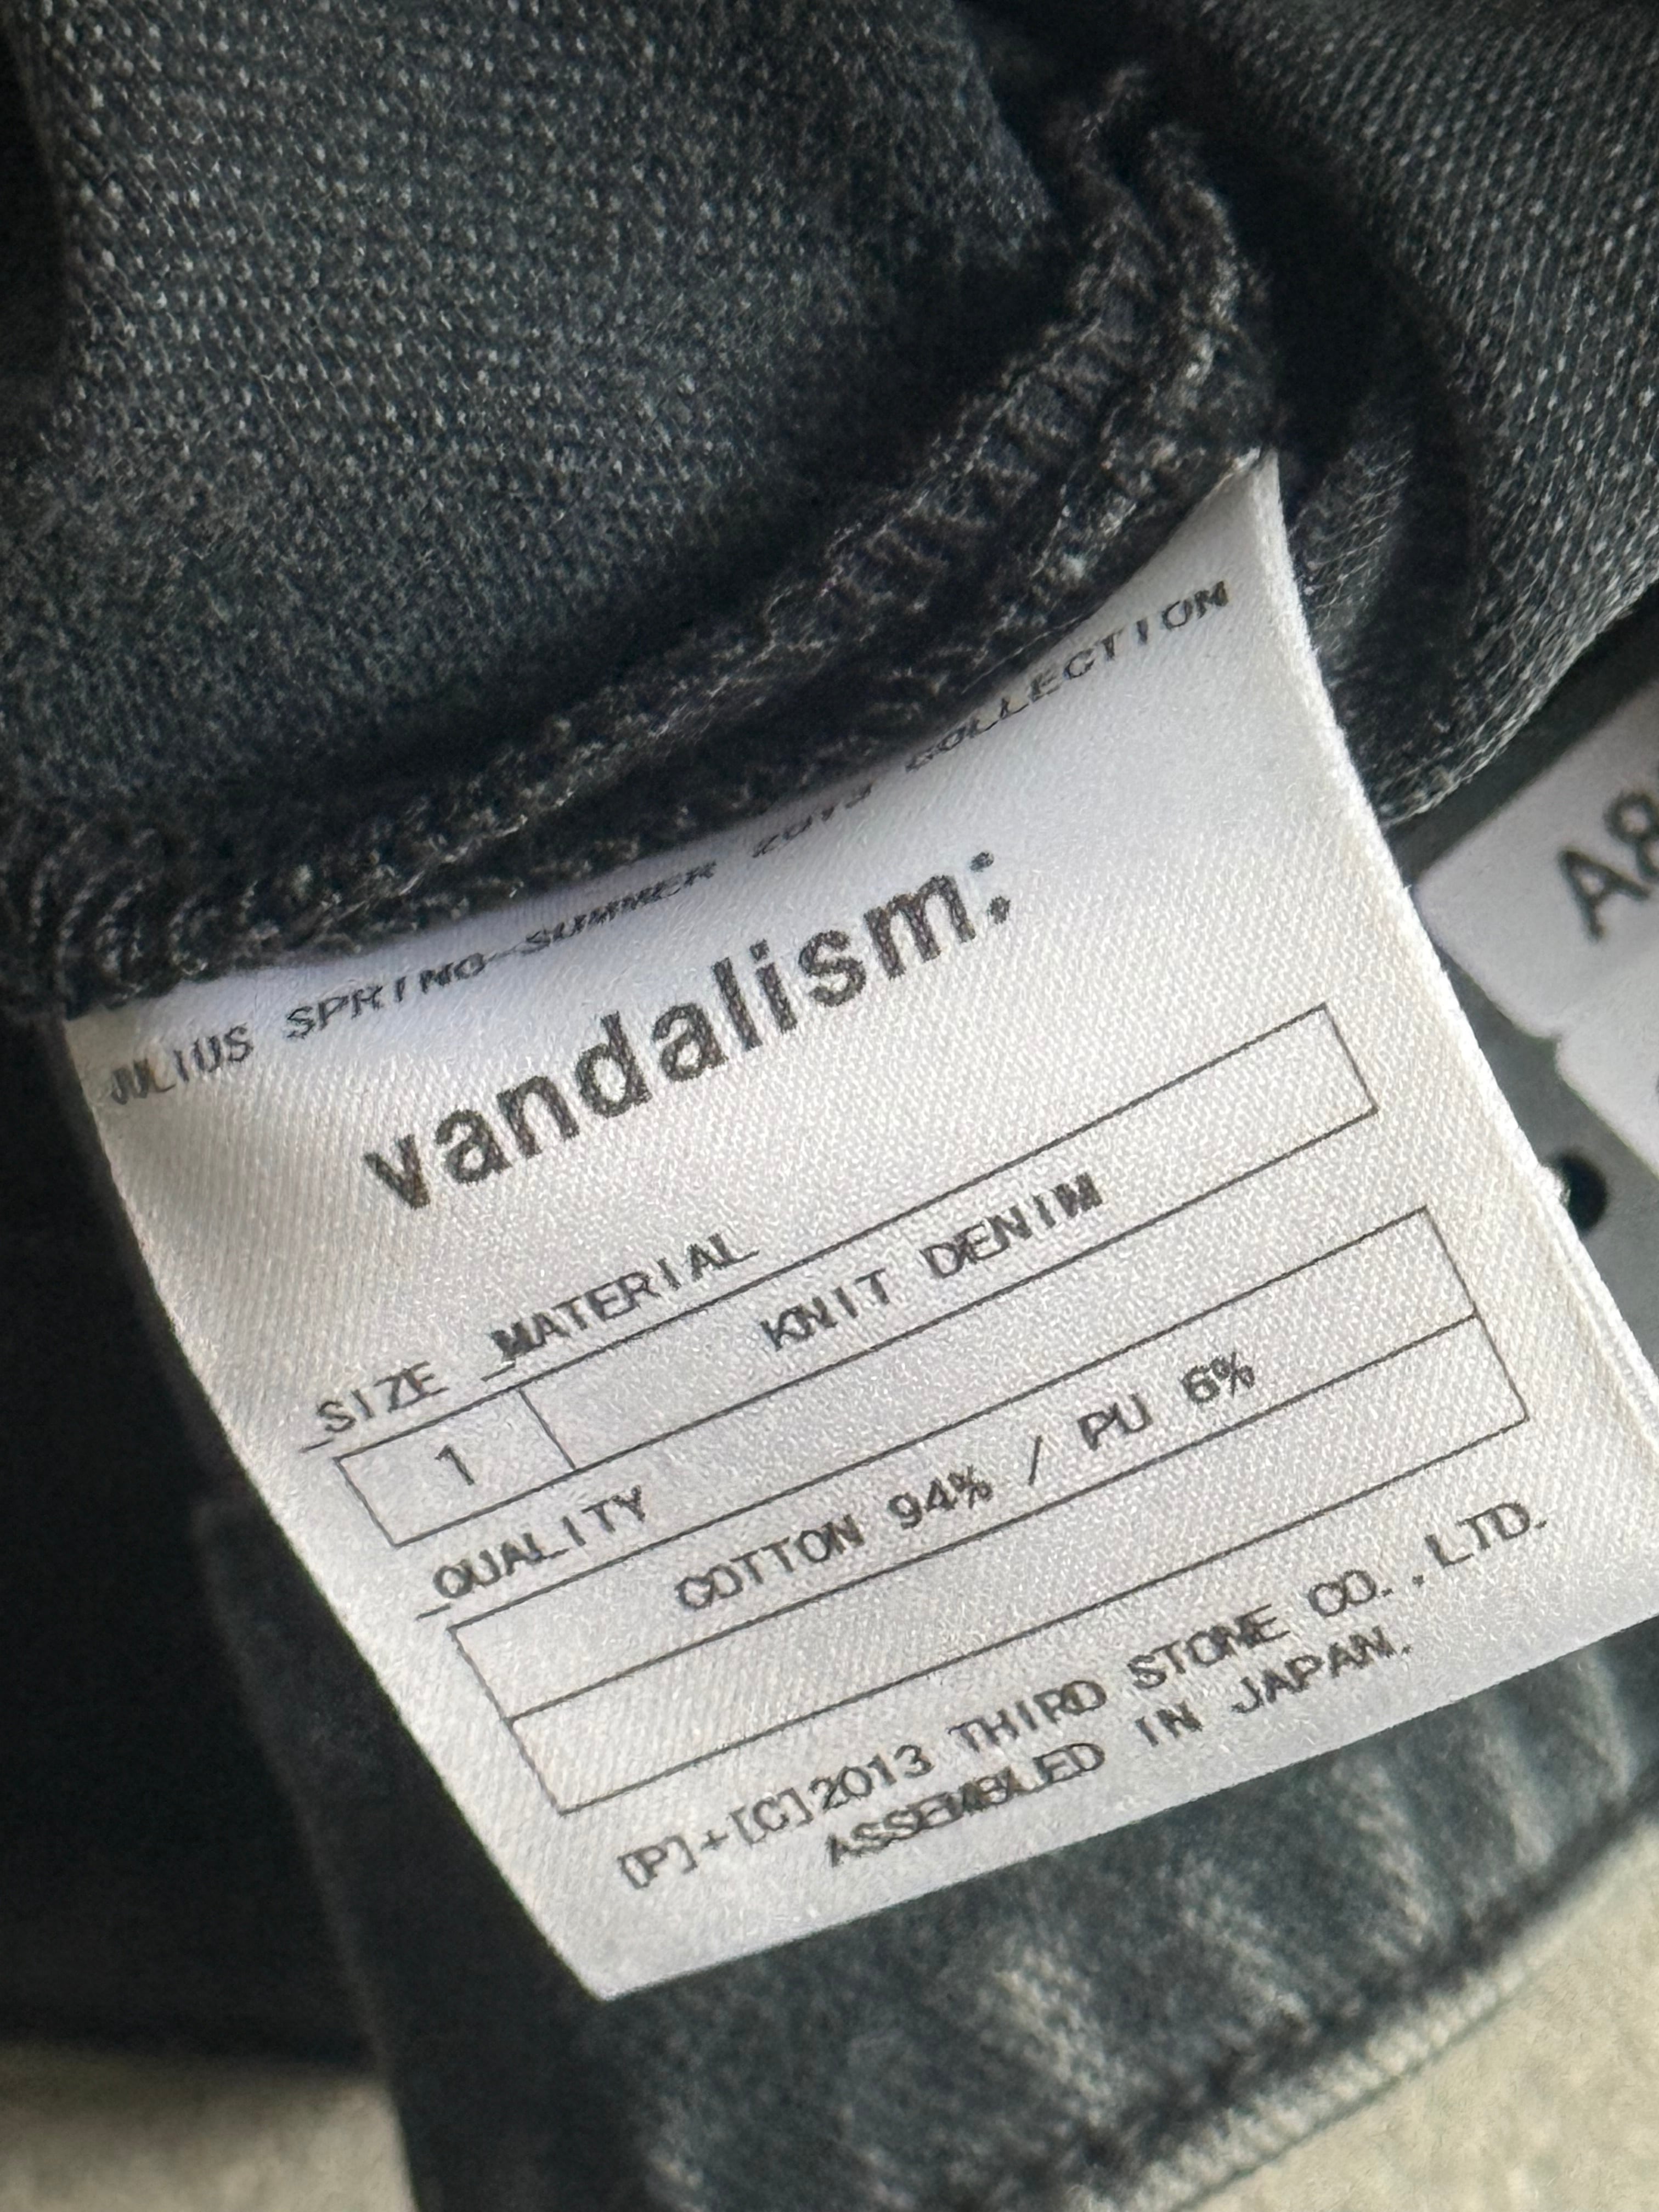 JULIUS SPRING-SUMMER 2013 COLLECTION
vandalism:
SIZE MATERIAL
1 KNIT DENIM
QUALITY
COTTON 94% / PU 6%
[P]+[C]2013 THIRD STONE CO.,LTD.
ASSEMBLED IN JAPAN.
A8